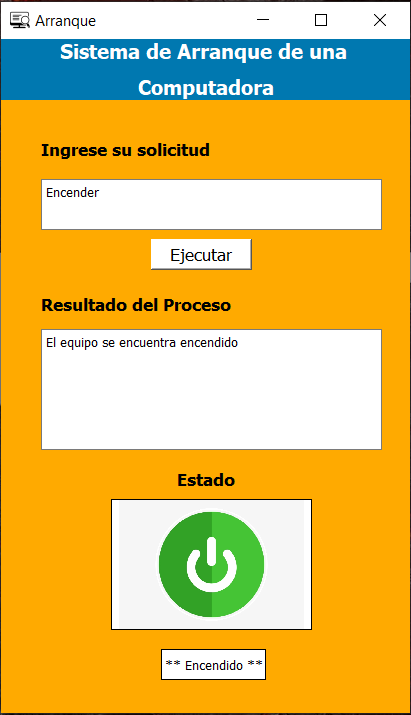 Arranque
Sistema de Arranque de una
Computadora
Ingrese su solicitud
Encender
Ejecutar
Resultado del Proceso
El equipo se encuentra encendido
Estado
** Encendido **